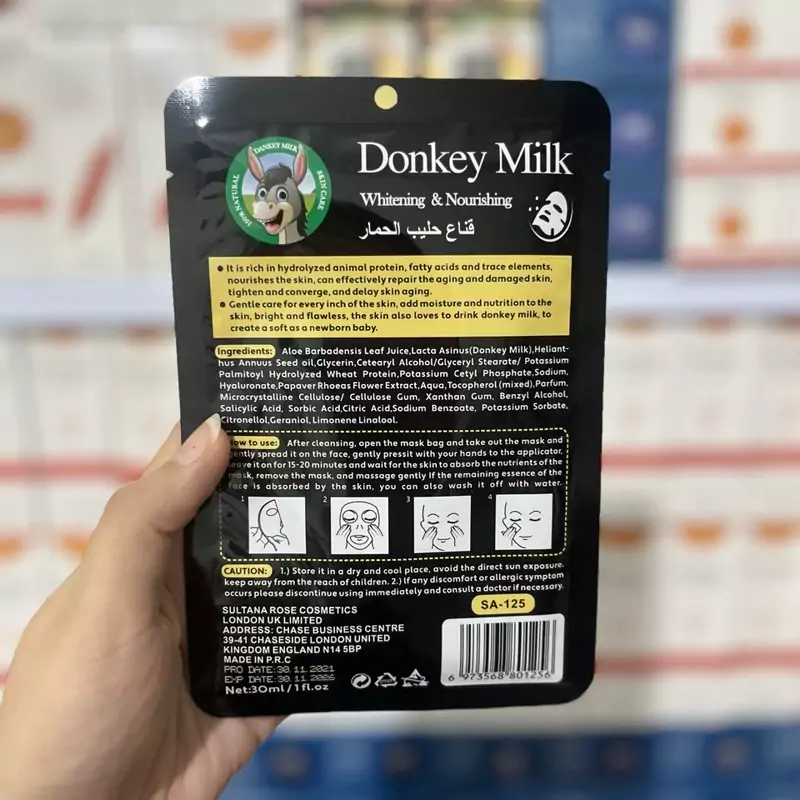 DANKEY MILK
100% NATURAL
SKIN CARE
Donkey Milk
Whitening & Nourishing
قناع حليب الحمار
• It is rich in hydrolyzed animal protein, fatty acids and trace elements,
nourishes the skin, can effectively repair the aging and damaged skin,
tighten and converge, and delay skin aging.
• Gentle care for every inch of the skin, add moisture and nutrition to the
skin, bright and flawless, the skin also loves to drink donkey milk, to
create a soft as a newborn baby.
Ingredients: Aloe Barbadensis Leaf Juice,Lacta Asinus(Donkey Milk),Helian-
thus Annuus Seed oil,Glycerin,Cetearyl Alcohol/Glyceryl Stearate/ Potassium
Palmitoyl Hydrolyzed Wheat Protein,Potassium Cetyl Phosphate,Sodium,
Hyaluronate,Papaver Rhoeas Flower Extract,Aqua,Tocopherol (mixed),Parfum,
Microcrystalline Cellulose/ Cellulose Gum, Xanthan Gum, Benzyl Alcohol,
Salicylic Acid, Sorbic Acid,Citric Acid,Sodium Benzoate, Potassium Sorbate,
Citronellol,Geraniol, Limonene Linalool.
How to use: After cleansing, open the mask bag and take out the mask and
gently spread it on the face, gently pressit with your hands to the applicator,
leave it on for 15-20 minutes and wait for the skin to absorb the nutrients of the
mask, remove the mask, and massage gently If the remaining essence of the
face is absorbed by the skin, you can also wash it off with water.
1 2 3 4
CAUTION: 1.) Store it in a dry and cool place, avoid the direct sun exposure,
keep away from the reach of children. 2.) If any discomfort or allergic symptom
occurs please discontinue using immediately and consult a doctor if necessary.
SULTANA ROSE COSMETICS
LONDON UK LIMITED
ADDRESS: CHASE BUSINESS CENTRE
39-41 CHASESIDE LONDON UNITED
KINGDOM ENGLAND N14 5BP
MADE IN P.R.C
PRO DATE:30.11.2021
EXP DATE:30.11.2026
Net:30ml/1fl.oz
SA-125
6 973568 801256